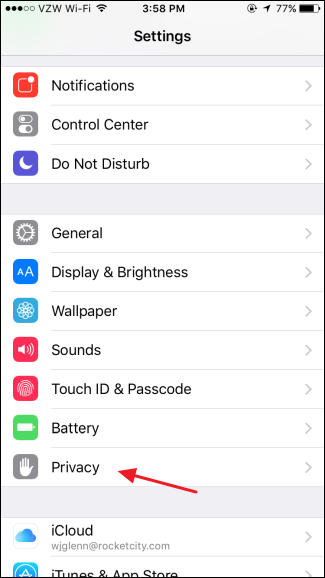 VZW Wi-Fi 3:58 PM 77%
Settings
Notifications
Control Center
Do Not Disturb
General
AA Display & Brightness
Wallpaper
Sounds
Touch ID & Passcode
Battery
Privacy
iCloud
wjglenn@rocketcity.com
iTunes & App Store